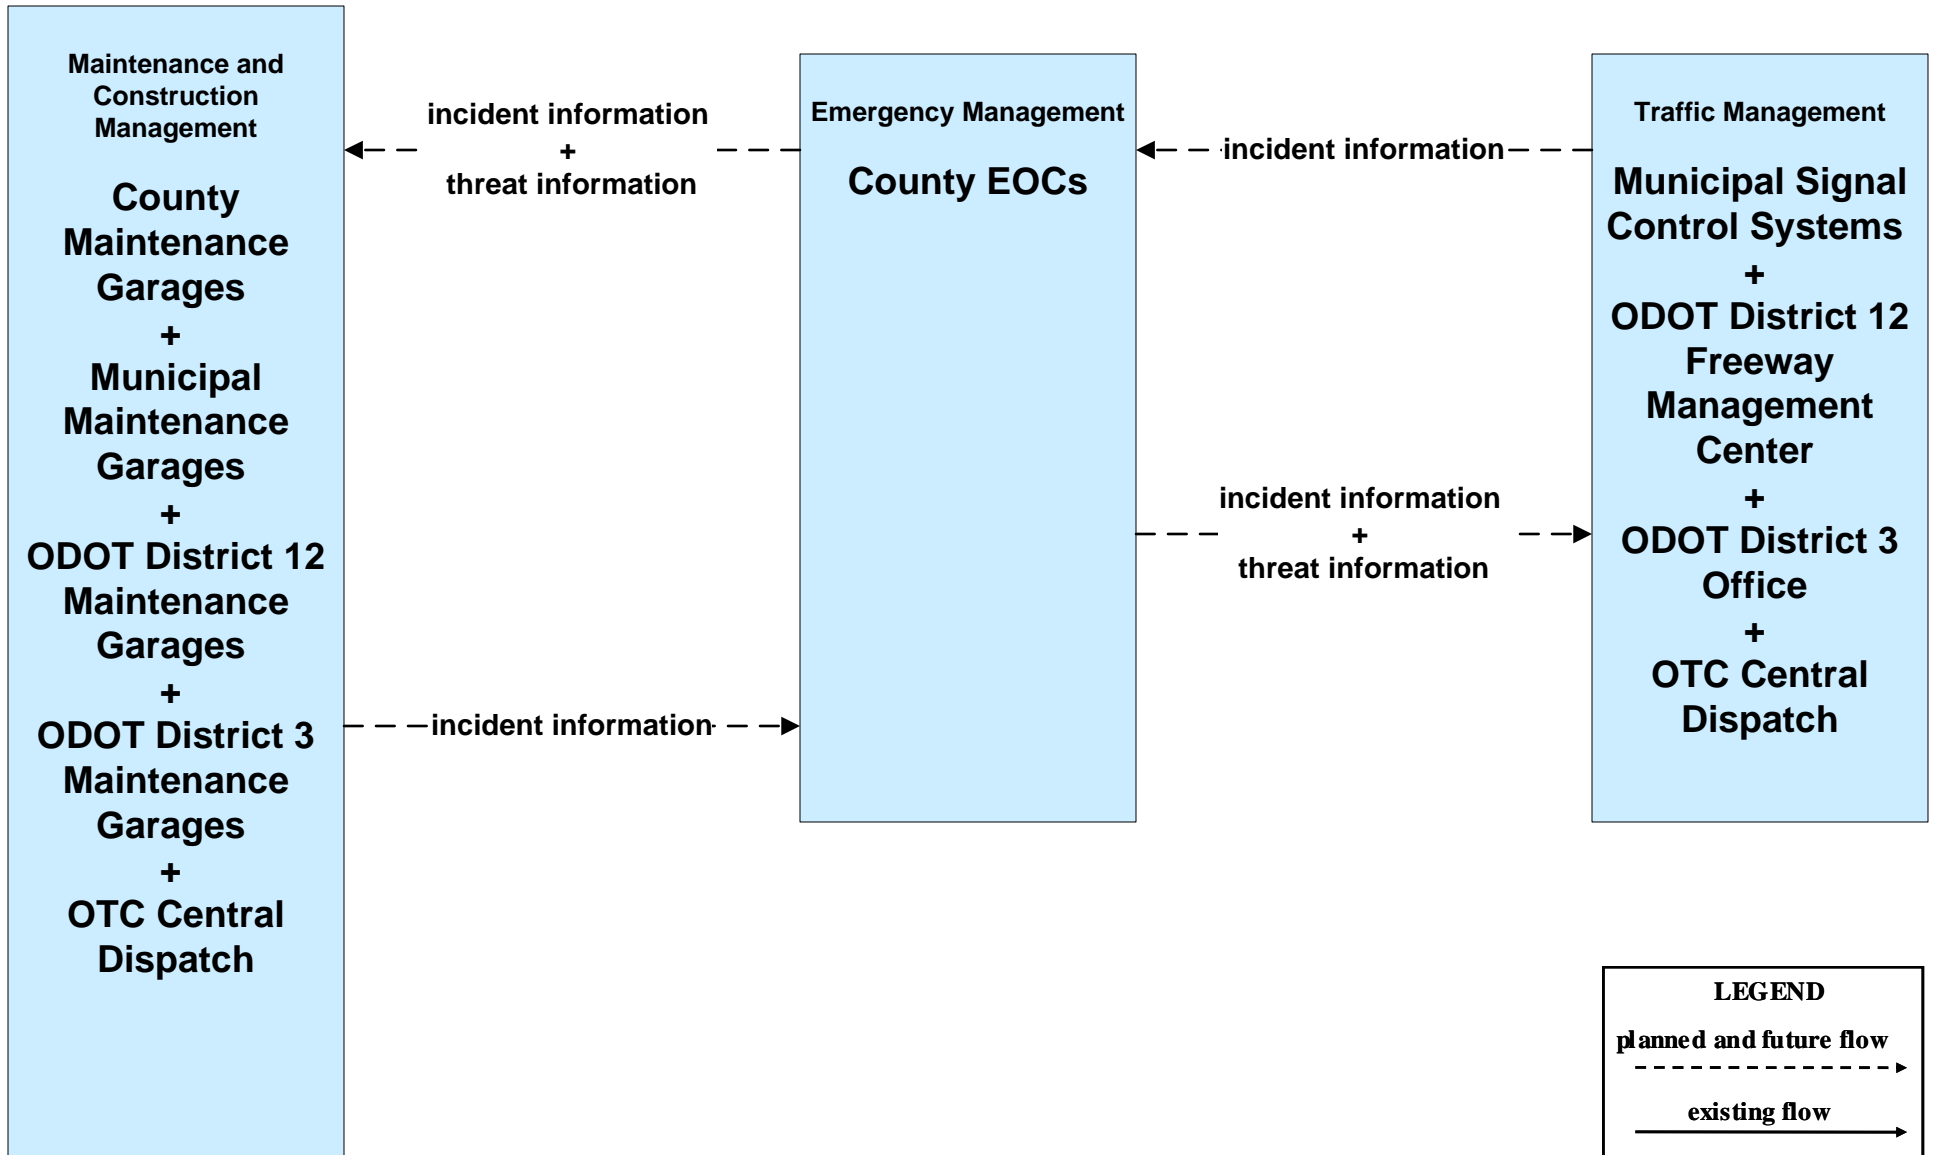 Maintenance and
Construction
Management
County
Maintenance
Garages
+
Municipal
Maintenance
Garages
+
ODOT District 12
Maintenance
Garages
+
ODOT District 3
Maintenance
Garages
+
OTC Central
Dispatch
incident information
+
threat information
incident information
Emergency Management
County EOCs
incident information
incident information
+
threat information
Traffic Management
Municipal Signal
Control Systems
+
ODOT District 12
Freeway
Management
Center
+
ODOT District 3
Office
+
OTC Central
Dispatch
LEGEND
planned and future flow
existing flow